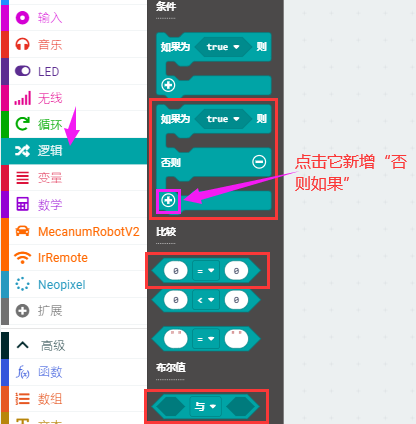 输入
音乐
LED
无线
循环
逻辑
变量
数学
MecanumRobotV2
IrRemote
Neopixel
扩展
高级
函数
数组
文本
条件
如果为 true 则
如果为 true 则
否则
比较
0 = 0
0 < 0
" " = " "
布尔值
与
点击它新增“否
则如果”